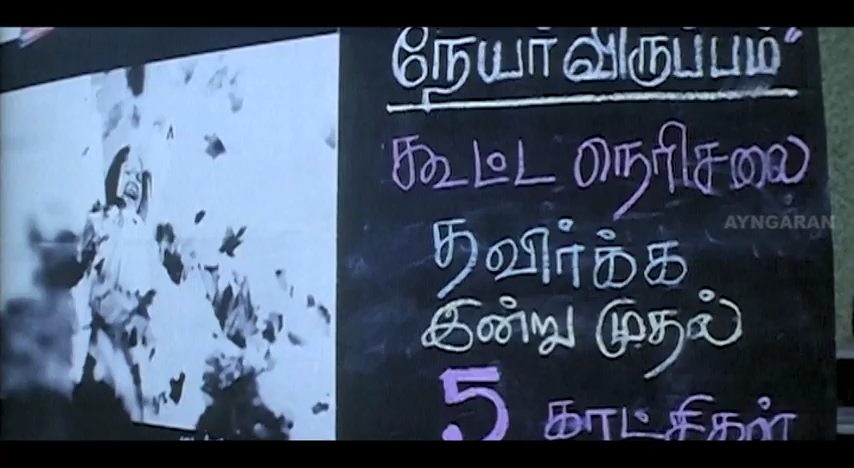 நேயர் விருப்பம்"
கூட்ட நெரிசலை
தவிர்க்க
AYNGARAN
இன்று முதல்
5 காட்சிகள்